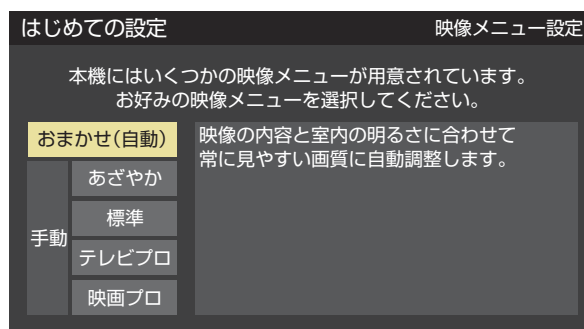 はじめての設定
映像メニュー設定
本機にはいくつかの映像メニューが用意されています。
お好みの映像メニューを選択してください。
おまかせ(自動)
映像の内容と室内の明るさに合わせて
常に見やすい画質に自動調整します。
手動
あざやか
標準
テレビプロ
映画プロ